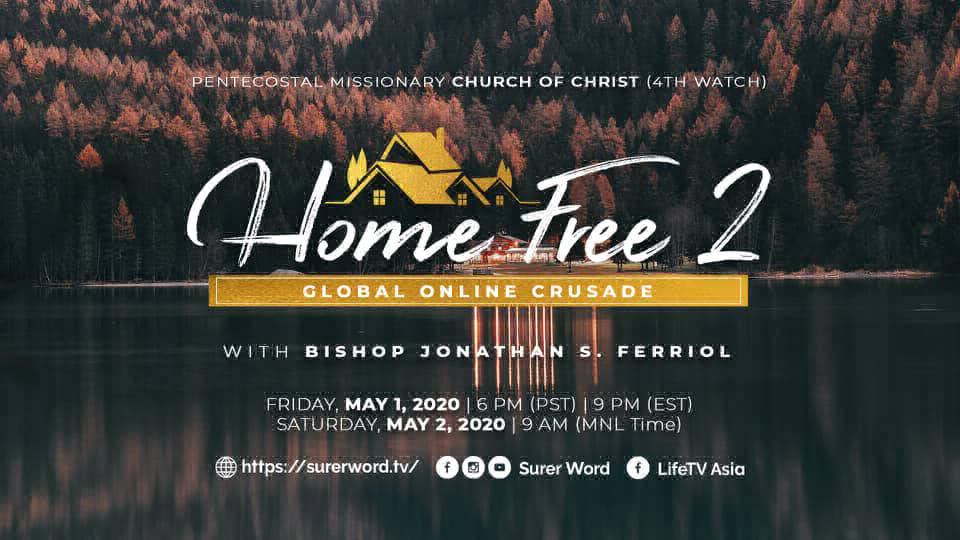 PENTECOSTAL MISSIONARY CHURCH OF CHRIST (4TH WATCH)
Home Free 2
GLOBAL ONLINE CRUSADE
WITH BISHOP JONATHAN S. FERRIOL
FRIDAY, MAY 1, 2020 | 6 PM (PST) | 9 PM (EST)
SATURDAY, MAY 2, 2020 | 9 AM (MNL Time)
https://surerword.tv/ Surer Word LifeTV Asia